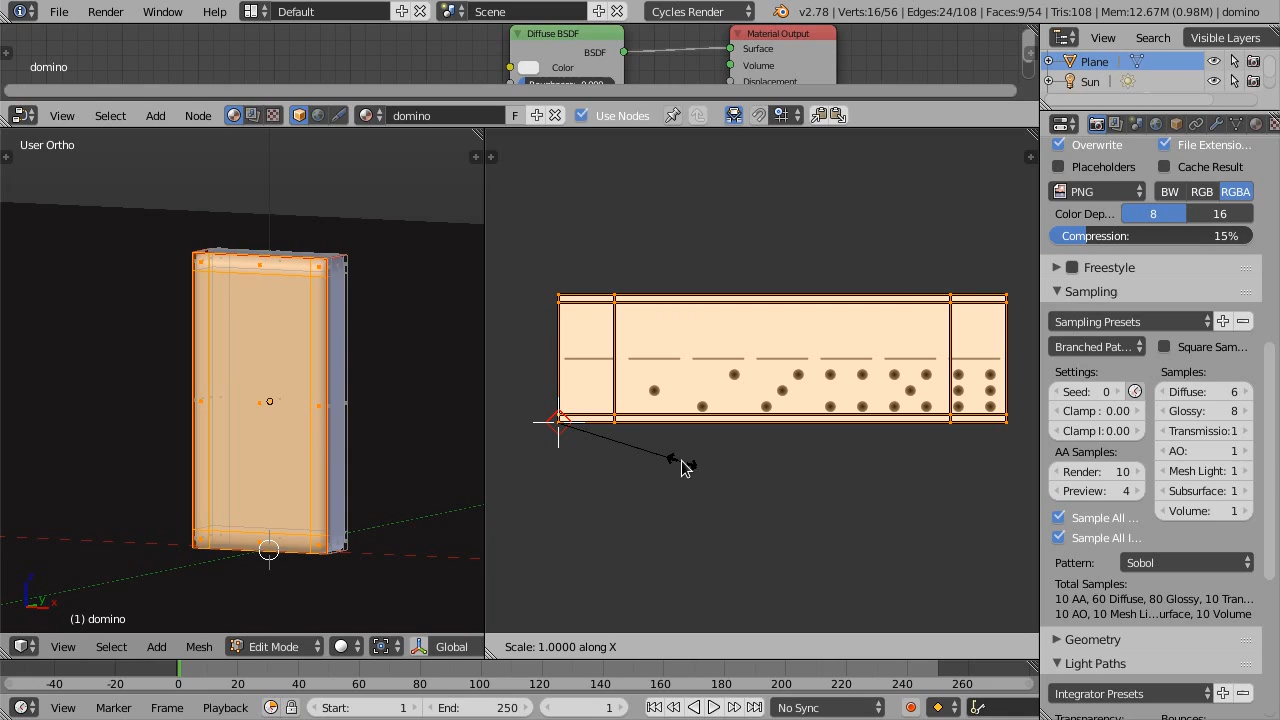 File Render Window Help Default Scene Cycles Render v2.78 | Verts:16/56 | Edges:24/108 | Faces:9/54 | Tris:108 | Mem:12.67M (0.98M) | domino
Diffuse BSDF
BSDF
Color
Roughness: 0.000
Material Output
Surface
Volume
Displacement
domino
View Select Add Node domino F Use Nodes
View Search Visible Layers
Plane
Sun
User Ortho
(1) domino
View Select Add Mesh Edit Mode Global
Scale: 1.0000 along X
Overwrite File Extensio...
Placeholders Cache Result
PNG BW RGB RGBA
Color Dep... 8 16
Compression: 15%
Freestyle
Sampling
Sampling Presets
Branched Pat... Square Sam...
Settings: Samples:
Seed: 0 Diffuse: 6
Clamp : 0.00 Glossy: 8
Clamp I: 0.00 Transmissio: 1
AA Samples: AO: 1
Render: 10 Mesh Light: 1
Preview: 4 Subsurface: 1
Sample All ... Volume: 1
Sample All I...
Pattern: Sobol
Total Samples:
10 AA, 60 Diffuse, 80 Glossy, 10 Tran...
10 AO, 10 Mesh Li...urface, 10 Volume
Geometry
Light Paths
Integrator Presets
-40 -20 0 20 40 60 80 100 120 140 160 180 200 220 240 260
View Marker Frame Playback Start: 1 End: 250 1 No Sync